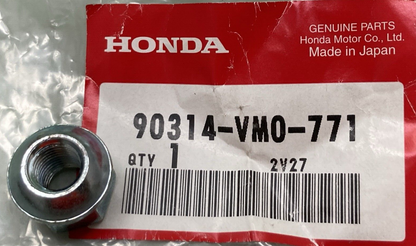 HONDA
GENUINE PARTS
Honda Motor Co., Ltd.
Made in Japan
90314-VM0-771
QTY 1 2V27